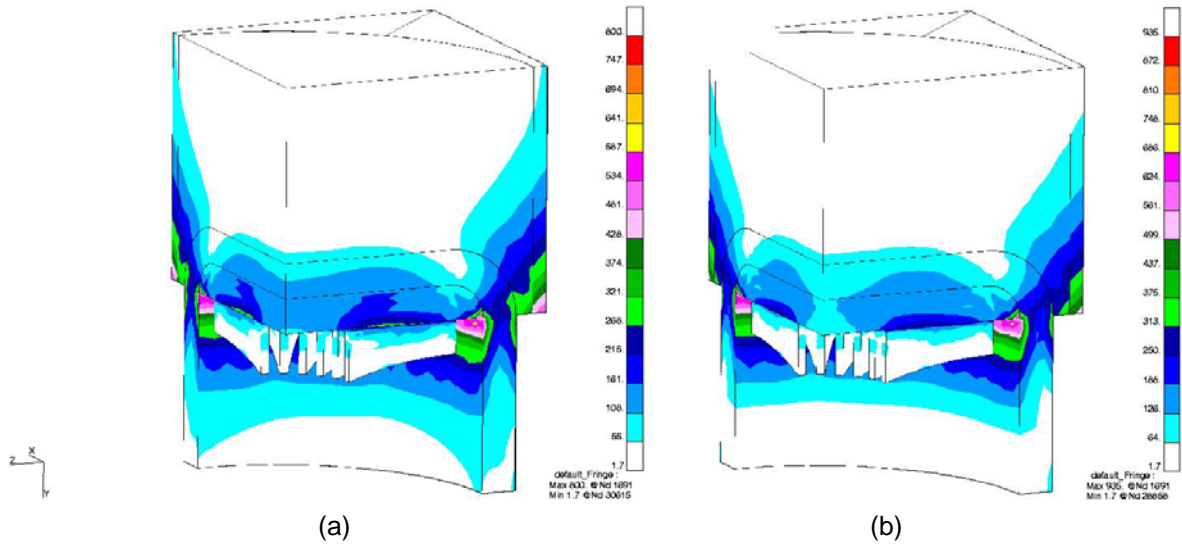 800.
747.
694.
641.
587.
534.
481.
428.
374.
321.
268.
215.
161.
108.
55.
1.7
default_Fringe :
Max 800. @Nd 1691
Min 1.7 @Nd 30615
935.
872.
810.
748.
686.
624.
561.
499.
437.
375.
313.
250.
188.
126.
64.
1.7
default_Fringe :
Max 935. @Nd 1691
Min 1.7 @Nd 28858
X
Z
Y
(a)
(b)